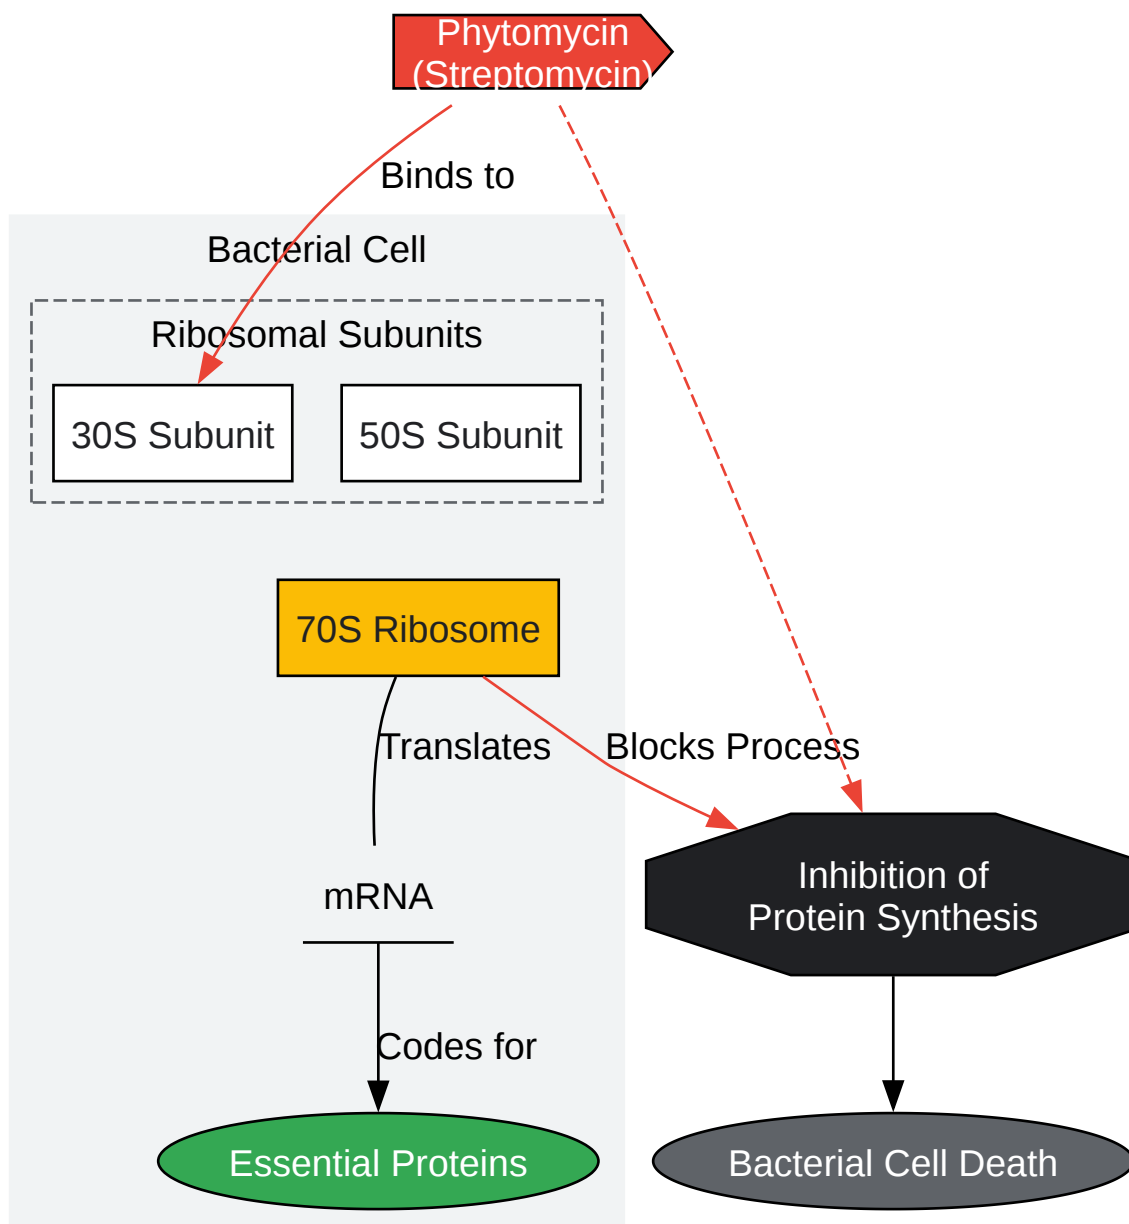 Phytomycin
(Streptomycin)
Binds to
Bacterial Cell
Ribosomal Subunits
30S Subunit
50S Subunit
70S Ribosome
Translates
Blocks Process
mRNA
Inhibition of
Protein Synthesis
Codes for
Essential Proteins
Bacterial Cell Death